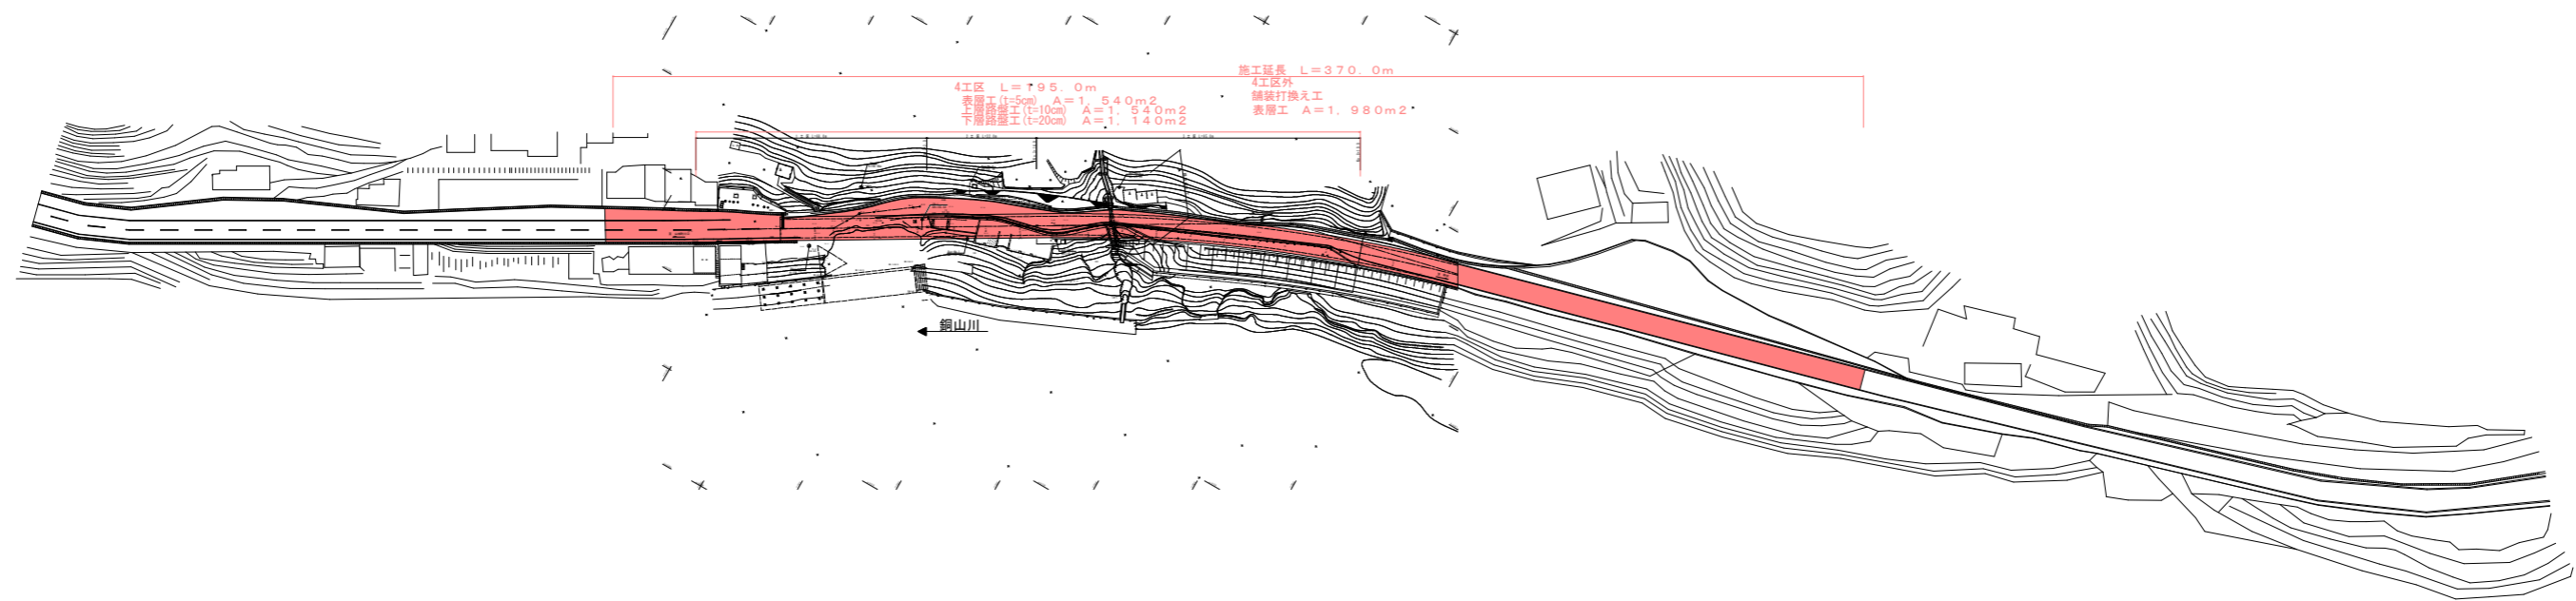 施工延長 L=370.0m
4工区 L=195.0m
表層工(t=5cm) A=1,540m2
上層路盤工(t=10cm) A=1,540m2
下層路盤工(t=20cm) A=1,140m2
4工区外
舗装打換え工
表層工 A=1,980m2
銅山川